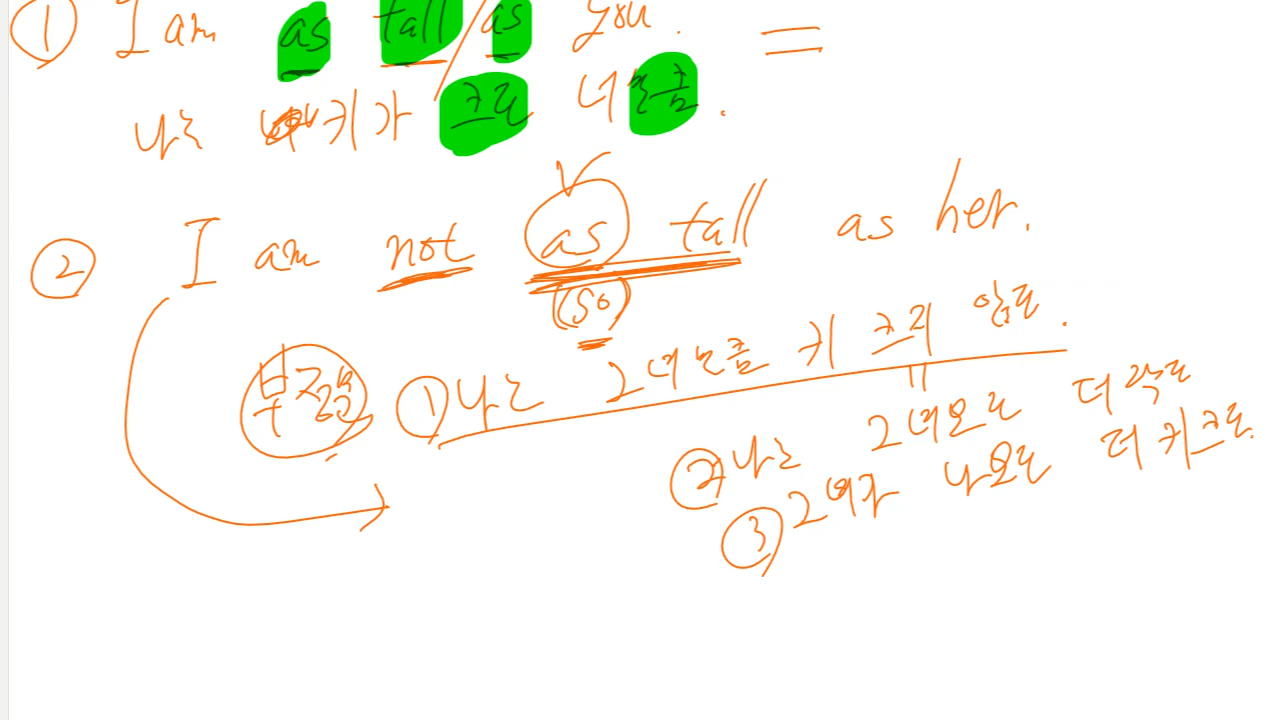 ① I am as tall / as you. =
나는 키가 크다 너만큼.
② I am not as tall as her.
(so)
부정문 ① 나는 그녀만큼 키 크지 않다.
② 나는 그녀보다 더 작다
③ 그녀가 나보다 더 키 크다.